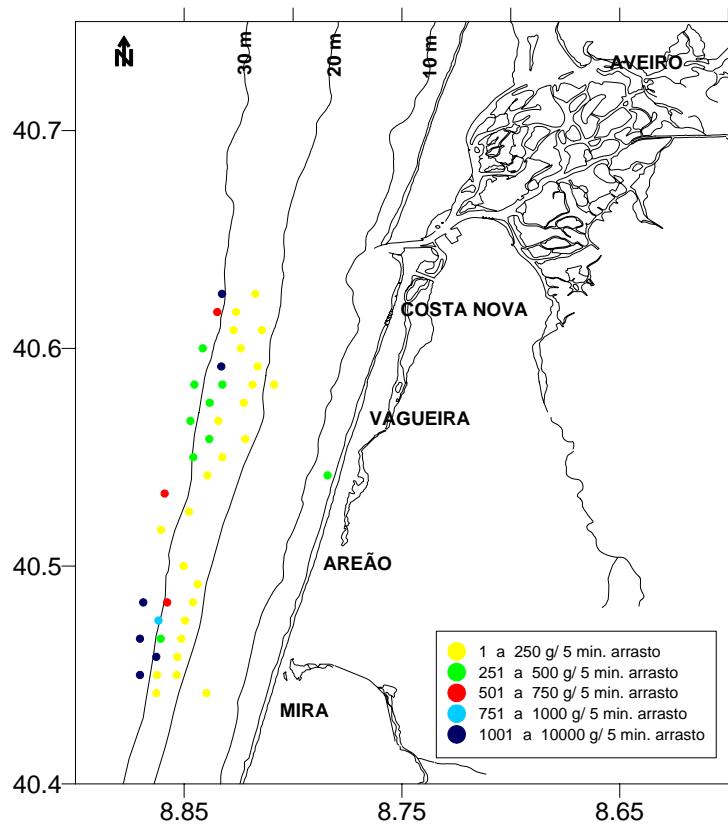 N
30 m
20 m
10 m
AVEIRO
40.7
COSTA NOVA
40.6
VAGUEIRA
40.5
AREÃO
1 a 250 g/ 5 min. arrasto
251 a 500 g/ 5 min. arrasto
501 a 750 g/ 5 min. arrasto
751 a 1000 g/ 5 min. arrasto
1001 a 10000 g/ 5 min. arrasto
MIRA
40.4
8.85
8.75
8.65